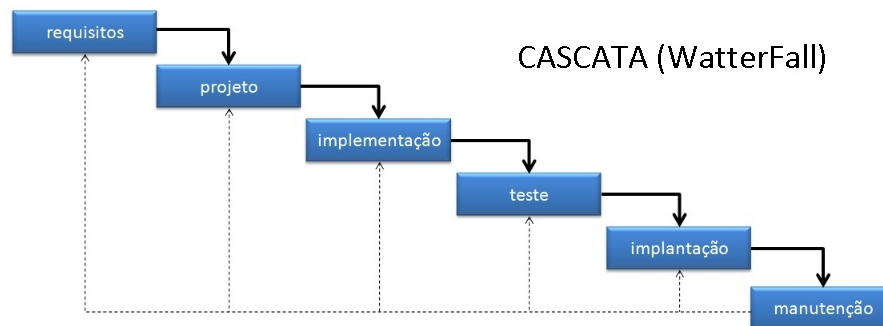 requisitos
CASCATA (WatterFall)
projeto
implementação
teste
implantação
manutenção